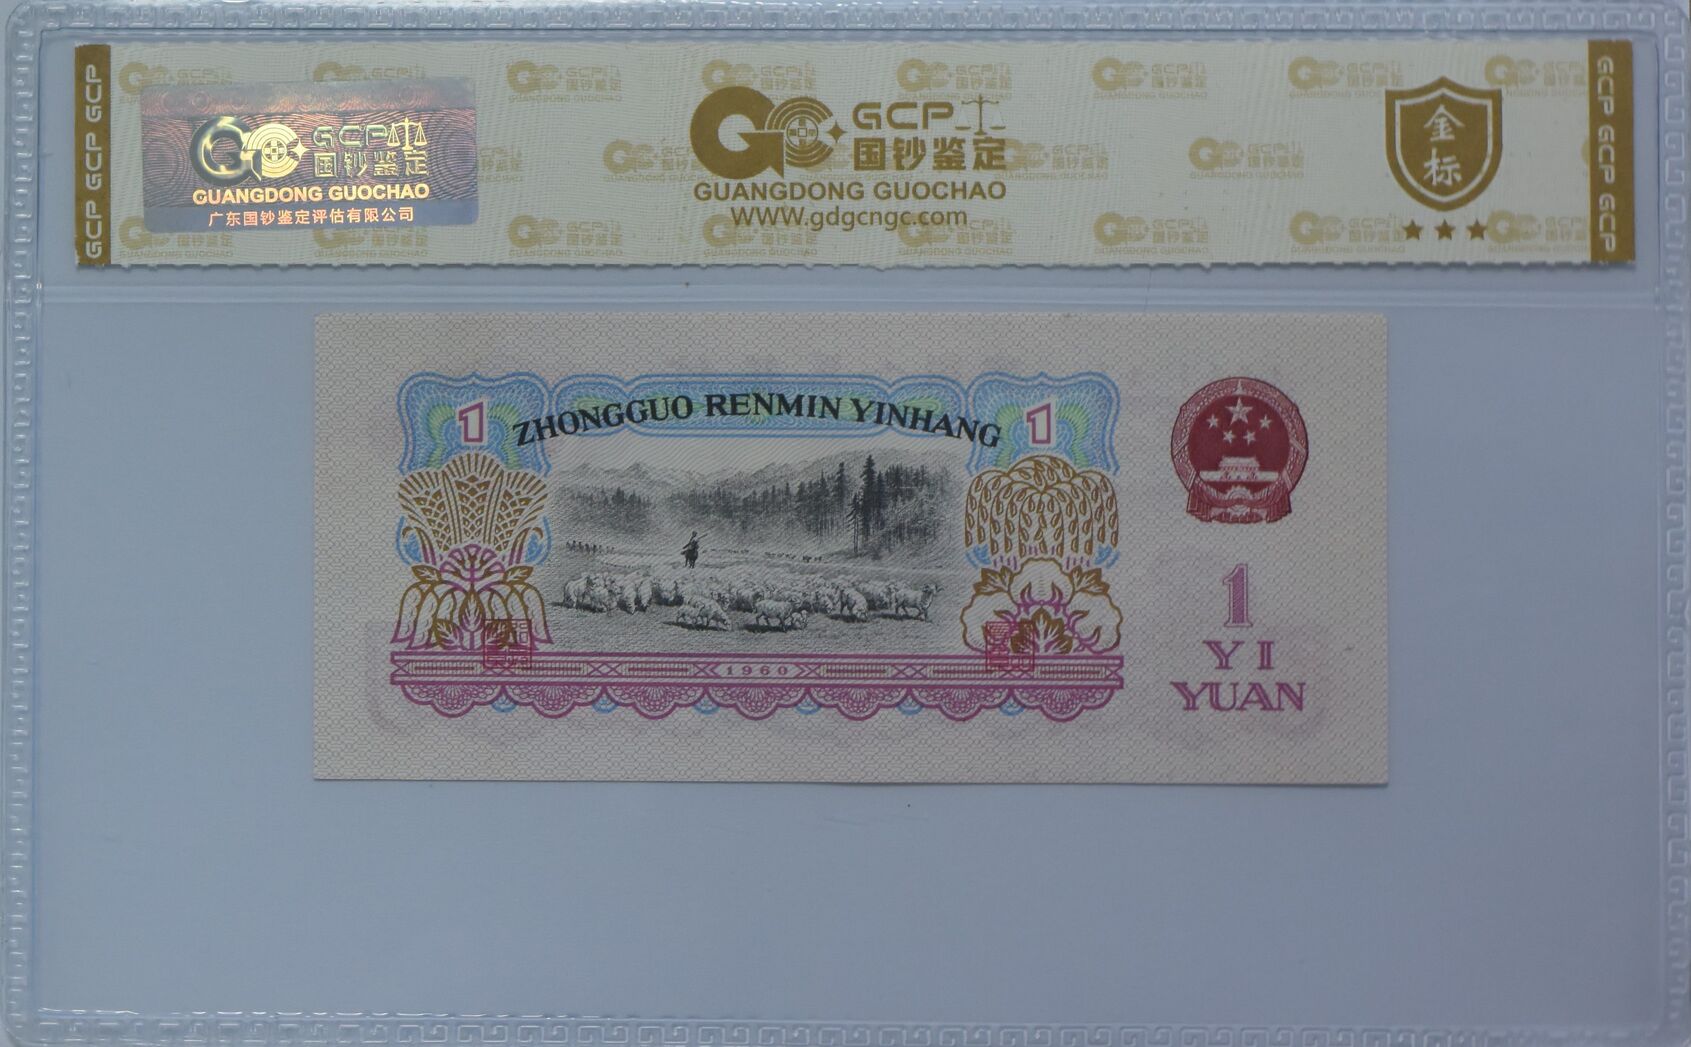 GCP GCP GCP
GCP
国钞鉴定
GUANGDONG GUOCHAO
广东国钞鉴定评估有限公司
GCP
国钞鉴定
GUANGDONG GUOCHAO
WWW.gdgcngc.com
金标
GCP GCP GCP GCP
1
ZHONGGUO RENMIN YINHANG
1
1960
1
YI
YUAN